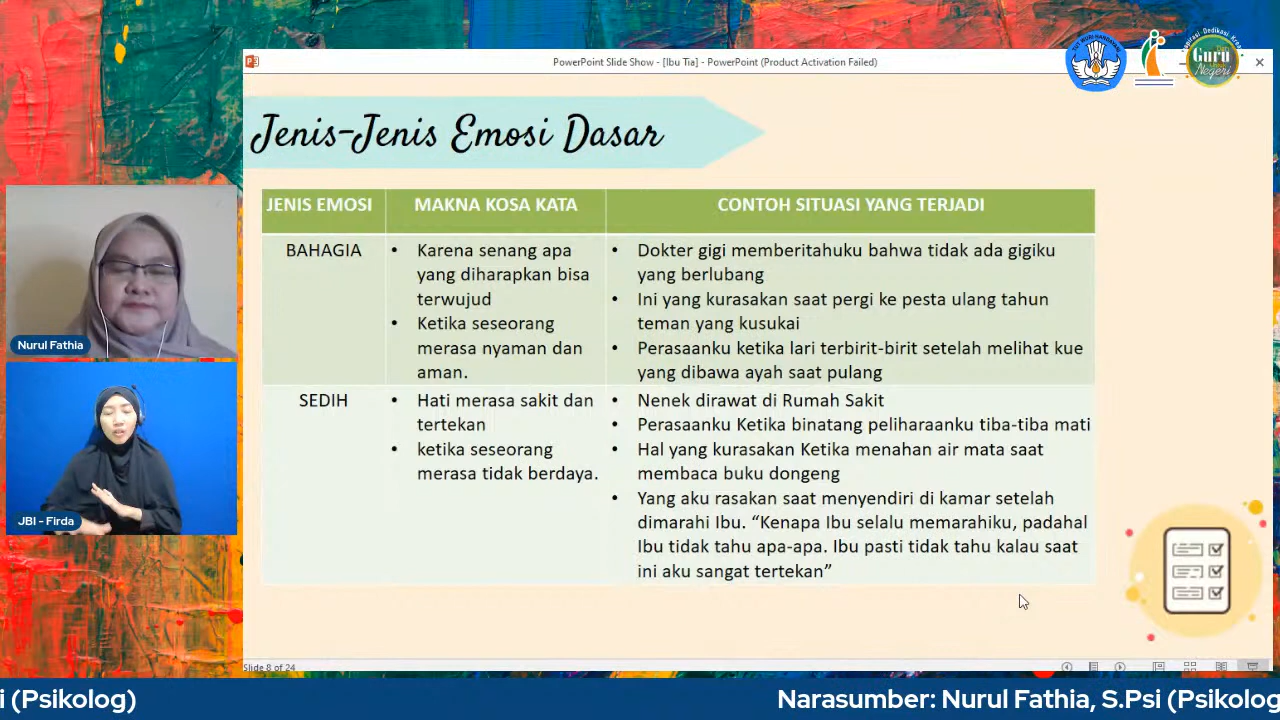 PowerPoint Slide Show - [Ibu Tia] - PowerPoint (Product Activation Failed)
TUT WURI HANDAYANI
Inspirasi Dedikasi
Guru
Negeri
Jenis-Jenis Emosi Dasar
JENIS EMOSI
MAKNA KOSA KATA
CONTOH SITUASI YANG TERJADI
BAHAGIA
• Karena senang apa
yang diharapkan bisa
terwujud
• Ketika seseorang
merasa nyaman dan
aman.
• Dokter gigi memberitahuku bahwa tidak ada gigiku
yang berlubang
• Ini yang kurasakan saat pergi ke pesta ulang tahun
teman yang kusukai
• Perasaanku ketika lari terbirit-birit setelah melihat kue
yang dibawa ayah saat pulang
SEDIH
• Hati merasa sakit dan
tertekan
• ketika seseorang
merasa tidak berdaya.
• Nenek dirawat di Rumah Sakit
• Perasaanku Ketika binatang peliharaanku tiba-tiba mati
• Hal yang kurasakan Ketika menahan air mata saat
membaca buku dongeng
• Yang aku rasakan saat menyendiri di kamar setelah
dimarahi Ibu. “Kenapa Ibu selalu memarahiku, padahal
Ibu tidak tahu apa-apa. Ibu pasti tidak tahu kalau saat
ini aku sangat tertekan”
Nurul Fathia
JBI - Firda
Slide 8 of 24
i (Psikolog)
Narasumber: Nurul Fathia, S.Psi (Psikolog